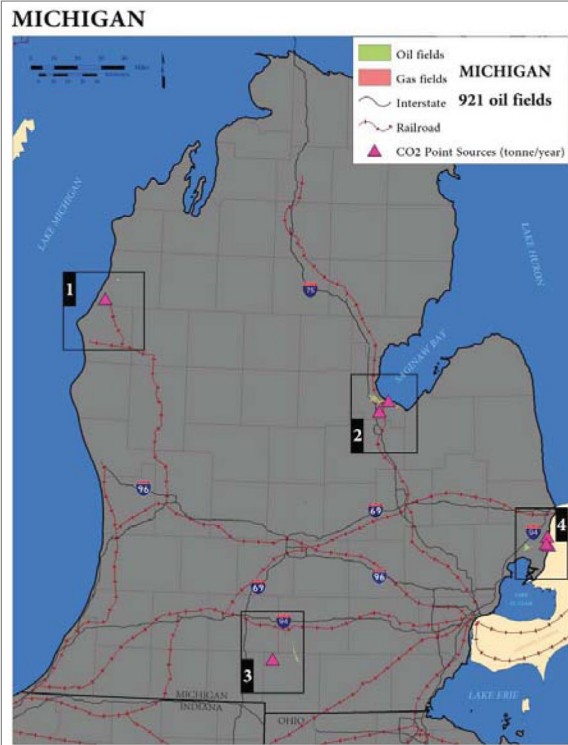 MICHIGAN
Oil fields
Gas fields
MICHIGAN
Interstate
921 oil fields
Railroad
CO2 Point Sources (tonne/year)
LAKE MICHIGAN
LAKE HURON
1
75
SAGINAW BAY
2
96
69
94
4
69
96
94
3
MICHIGAN
INDIANA
OHIO
LAKE ERIE